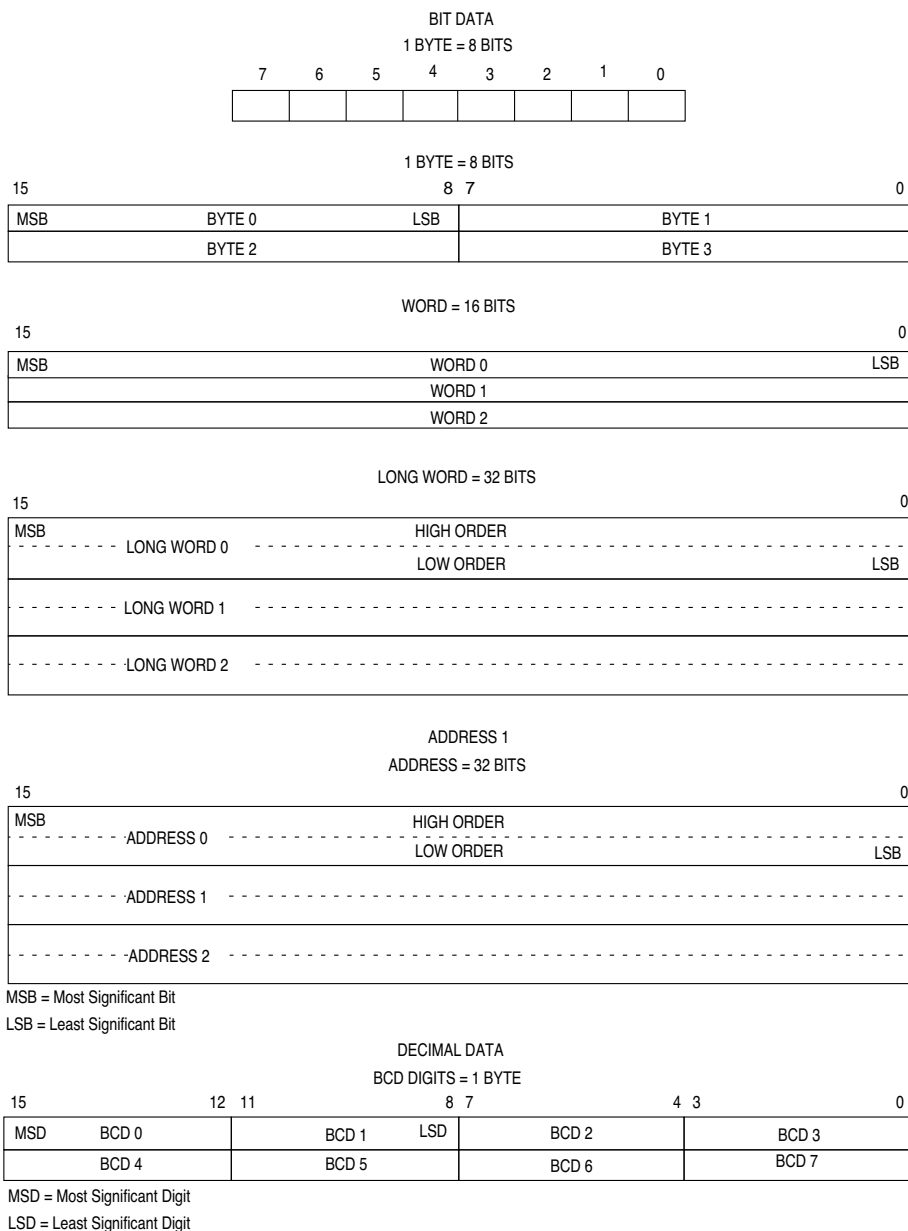 BIT DATA
1 BYTE = 8 BITS
7 6 5 4 3 2 1 0
1 BYTE = 8 BITS
15 8 7 0
MSB BYTE 0 LSB BYTE 1
BYTE 2 BYTE 3
WORD = 16 BITS
15 0
MSB WORD 0 LSB
WORD 1
WORD 2
LONG WORD = 32 BITS
15 0
MSB HIGH ORDER
LONG WORD 0
LOW ORDER LSB
LONG WORD 1
LONG WORD 2
ADDRESS 1
ADDRESS = 32 BITS
15 0
MSB HIGH ORDER
ADDRESS 0
LOW ORDER LSB
ADDRESS 1
ADDRESS 2
MSB = Most Significant Bit
LSB = Least Significant Bit
DECIMAL DATA
BCD DIGITS = 1 BYTE
15 12 11 8 7 4 3 0
MSD BCD 0 BCD 1 LSD BCD 2 BCD 3
BCD 4 BCD 5 BCD 6 BCD 7
MSD = Most Significant Digit
LSD = Least Significant Digit